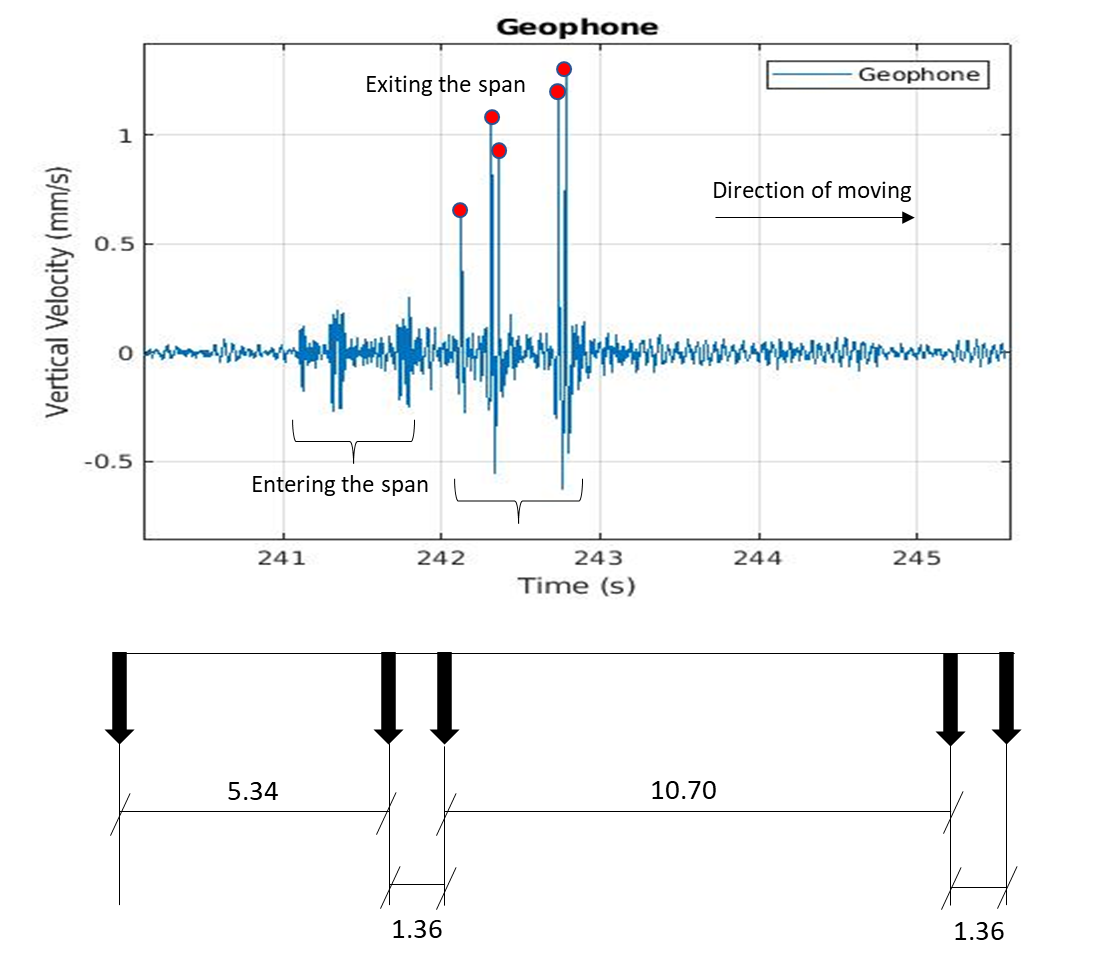 Geophone
Exiting the span
Geophone
Direction of moving
Vertical Velocity (mm/s)
1
0.5
0
-0.5
Entering the span
241
242
243
244
245
Time (s)
5.34
10.70
1.36
1.36